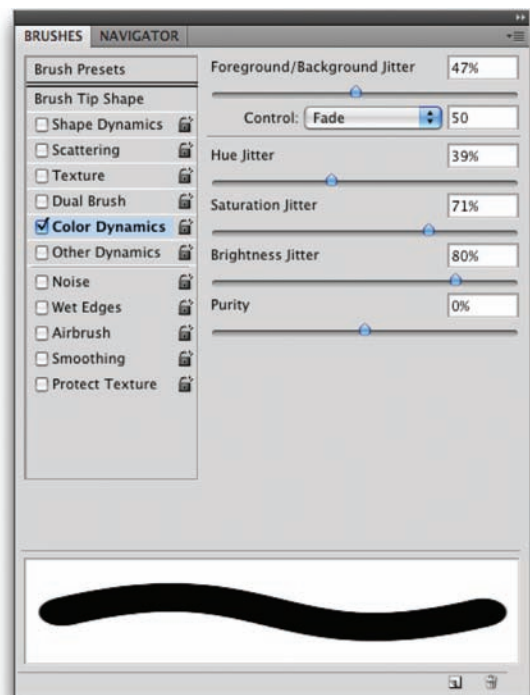 BRUSHES NAVIGATOR
Brush Presets
Brush Tip Shape
Shape Dynamics
Scattering
Texture
Dual Brush
Color Dynamics
Other Dynamics
Noise
Wet Edges
Airbrush
Smoothing
Protect Texture
Foreground/Background Jitter 47%
Control: Fade 50
Hue Jitter 39%
Saturation Jitter 71%
Brightness Jitter 80%
Purity 0%